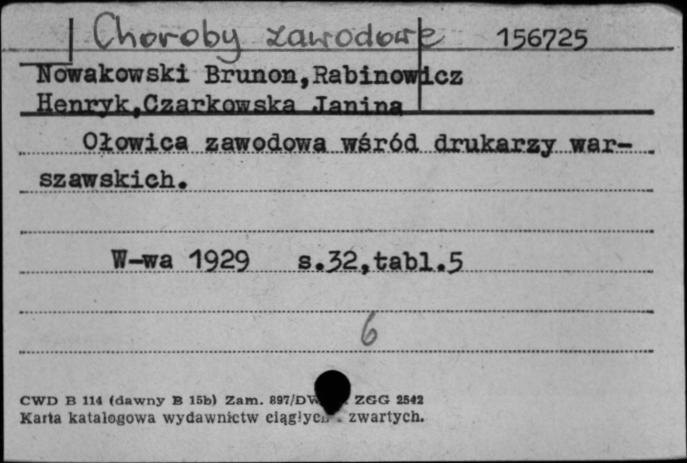 Choroby zawodowe 156725
Nowakowski Brunon,Rabinowicz
Henryk,Czarkowska Janina
Ołowica zawodowa wśród drukarzy war-
szawskich.
W-wa 1929 s.32,tabl.5
6
CWD B 114 (dawny B 15b) Zam. 897/DW ZGG 2542
Karta katalogowa wydawnictw ciągłych zwartych.